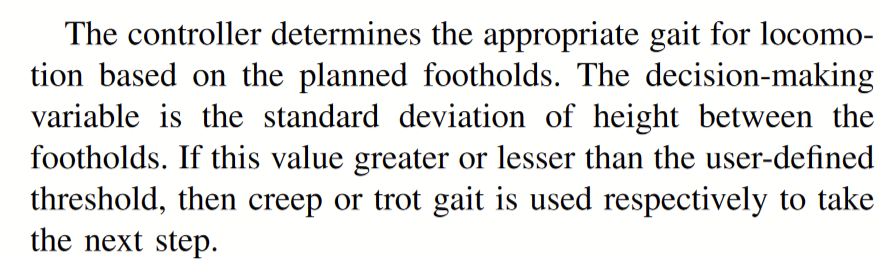 The controller determines the appropriate gait for locomo-
tion based on the planned footholds. The decision-making
variable is the standard deviation of height between the
footholds. If this value greater or lesser than the user-defined
threshold, then creep or trot gait is used respectively to take
the next step.